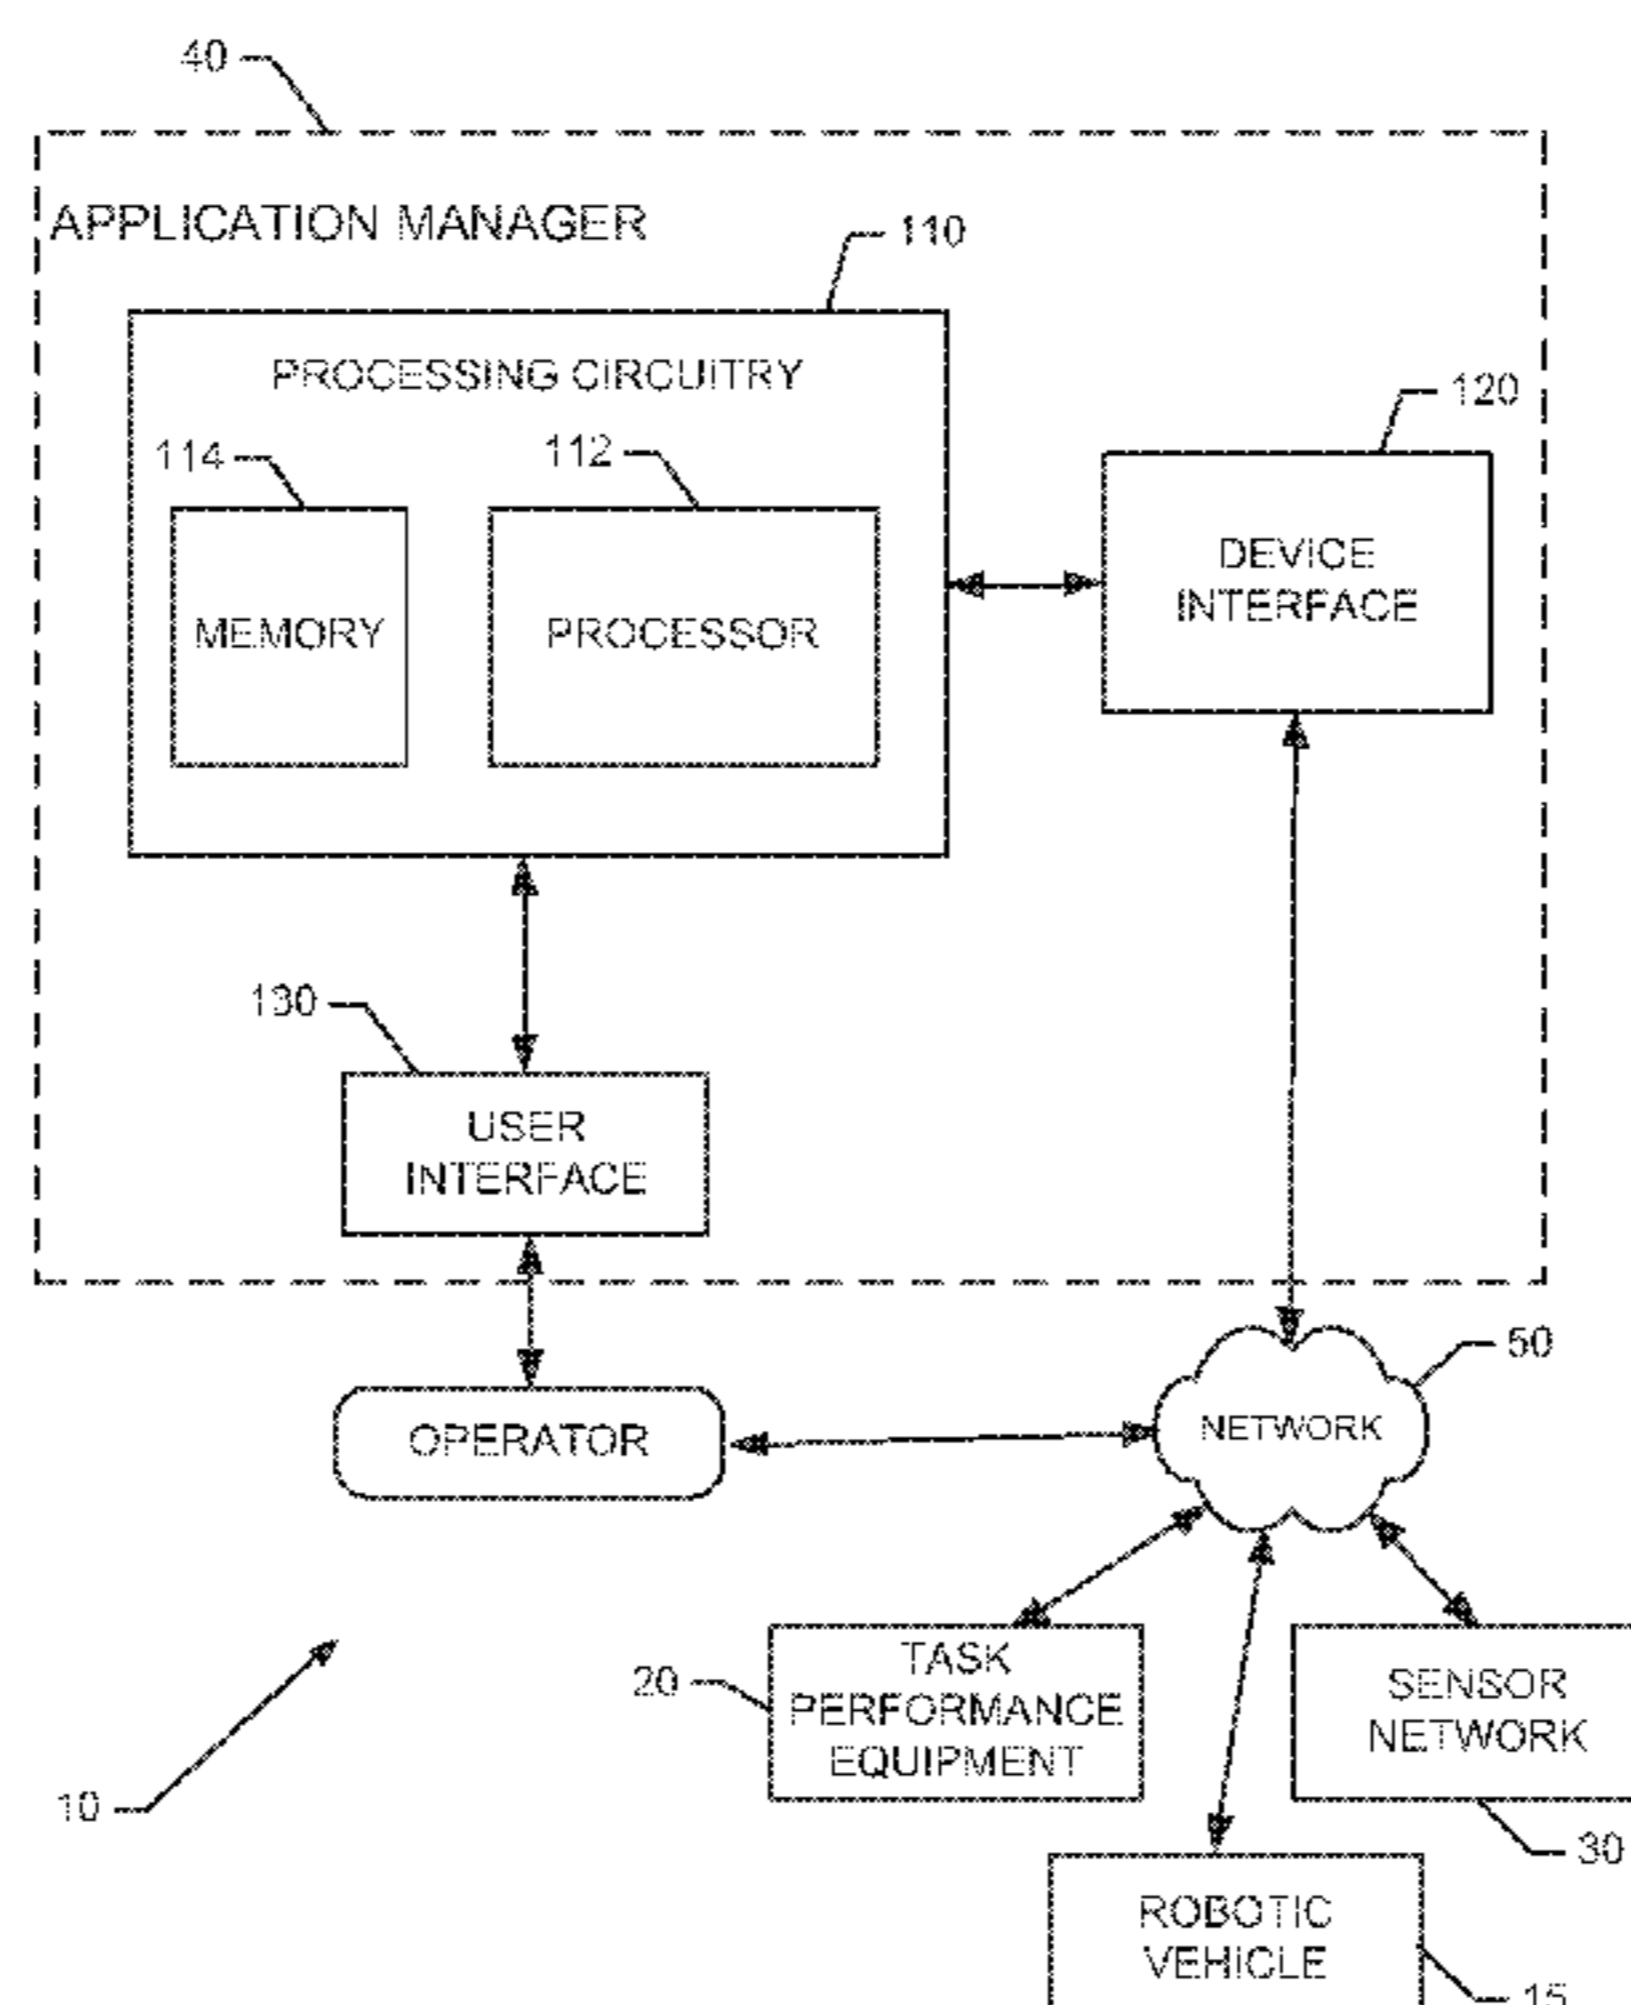 40
APPLICATION MANAGER
110
PROCESSING CIRCUITRY
120
114
112
DEVICE
INTERFACE
MEMORY
PROCESSOR
130
USER
INTERFACE
50
OPERATOR
NETWORK
20
TASK
PERFORMANCE
EQUIPMENT
SENSOR
NETWORK
10
30
ROBOTIC
VEHICLE
15